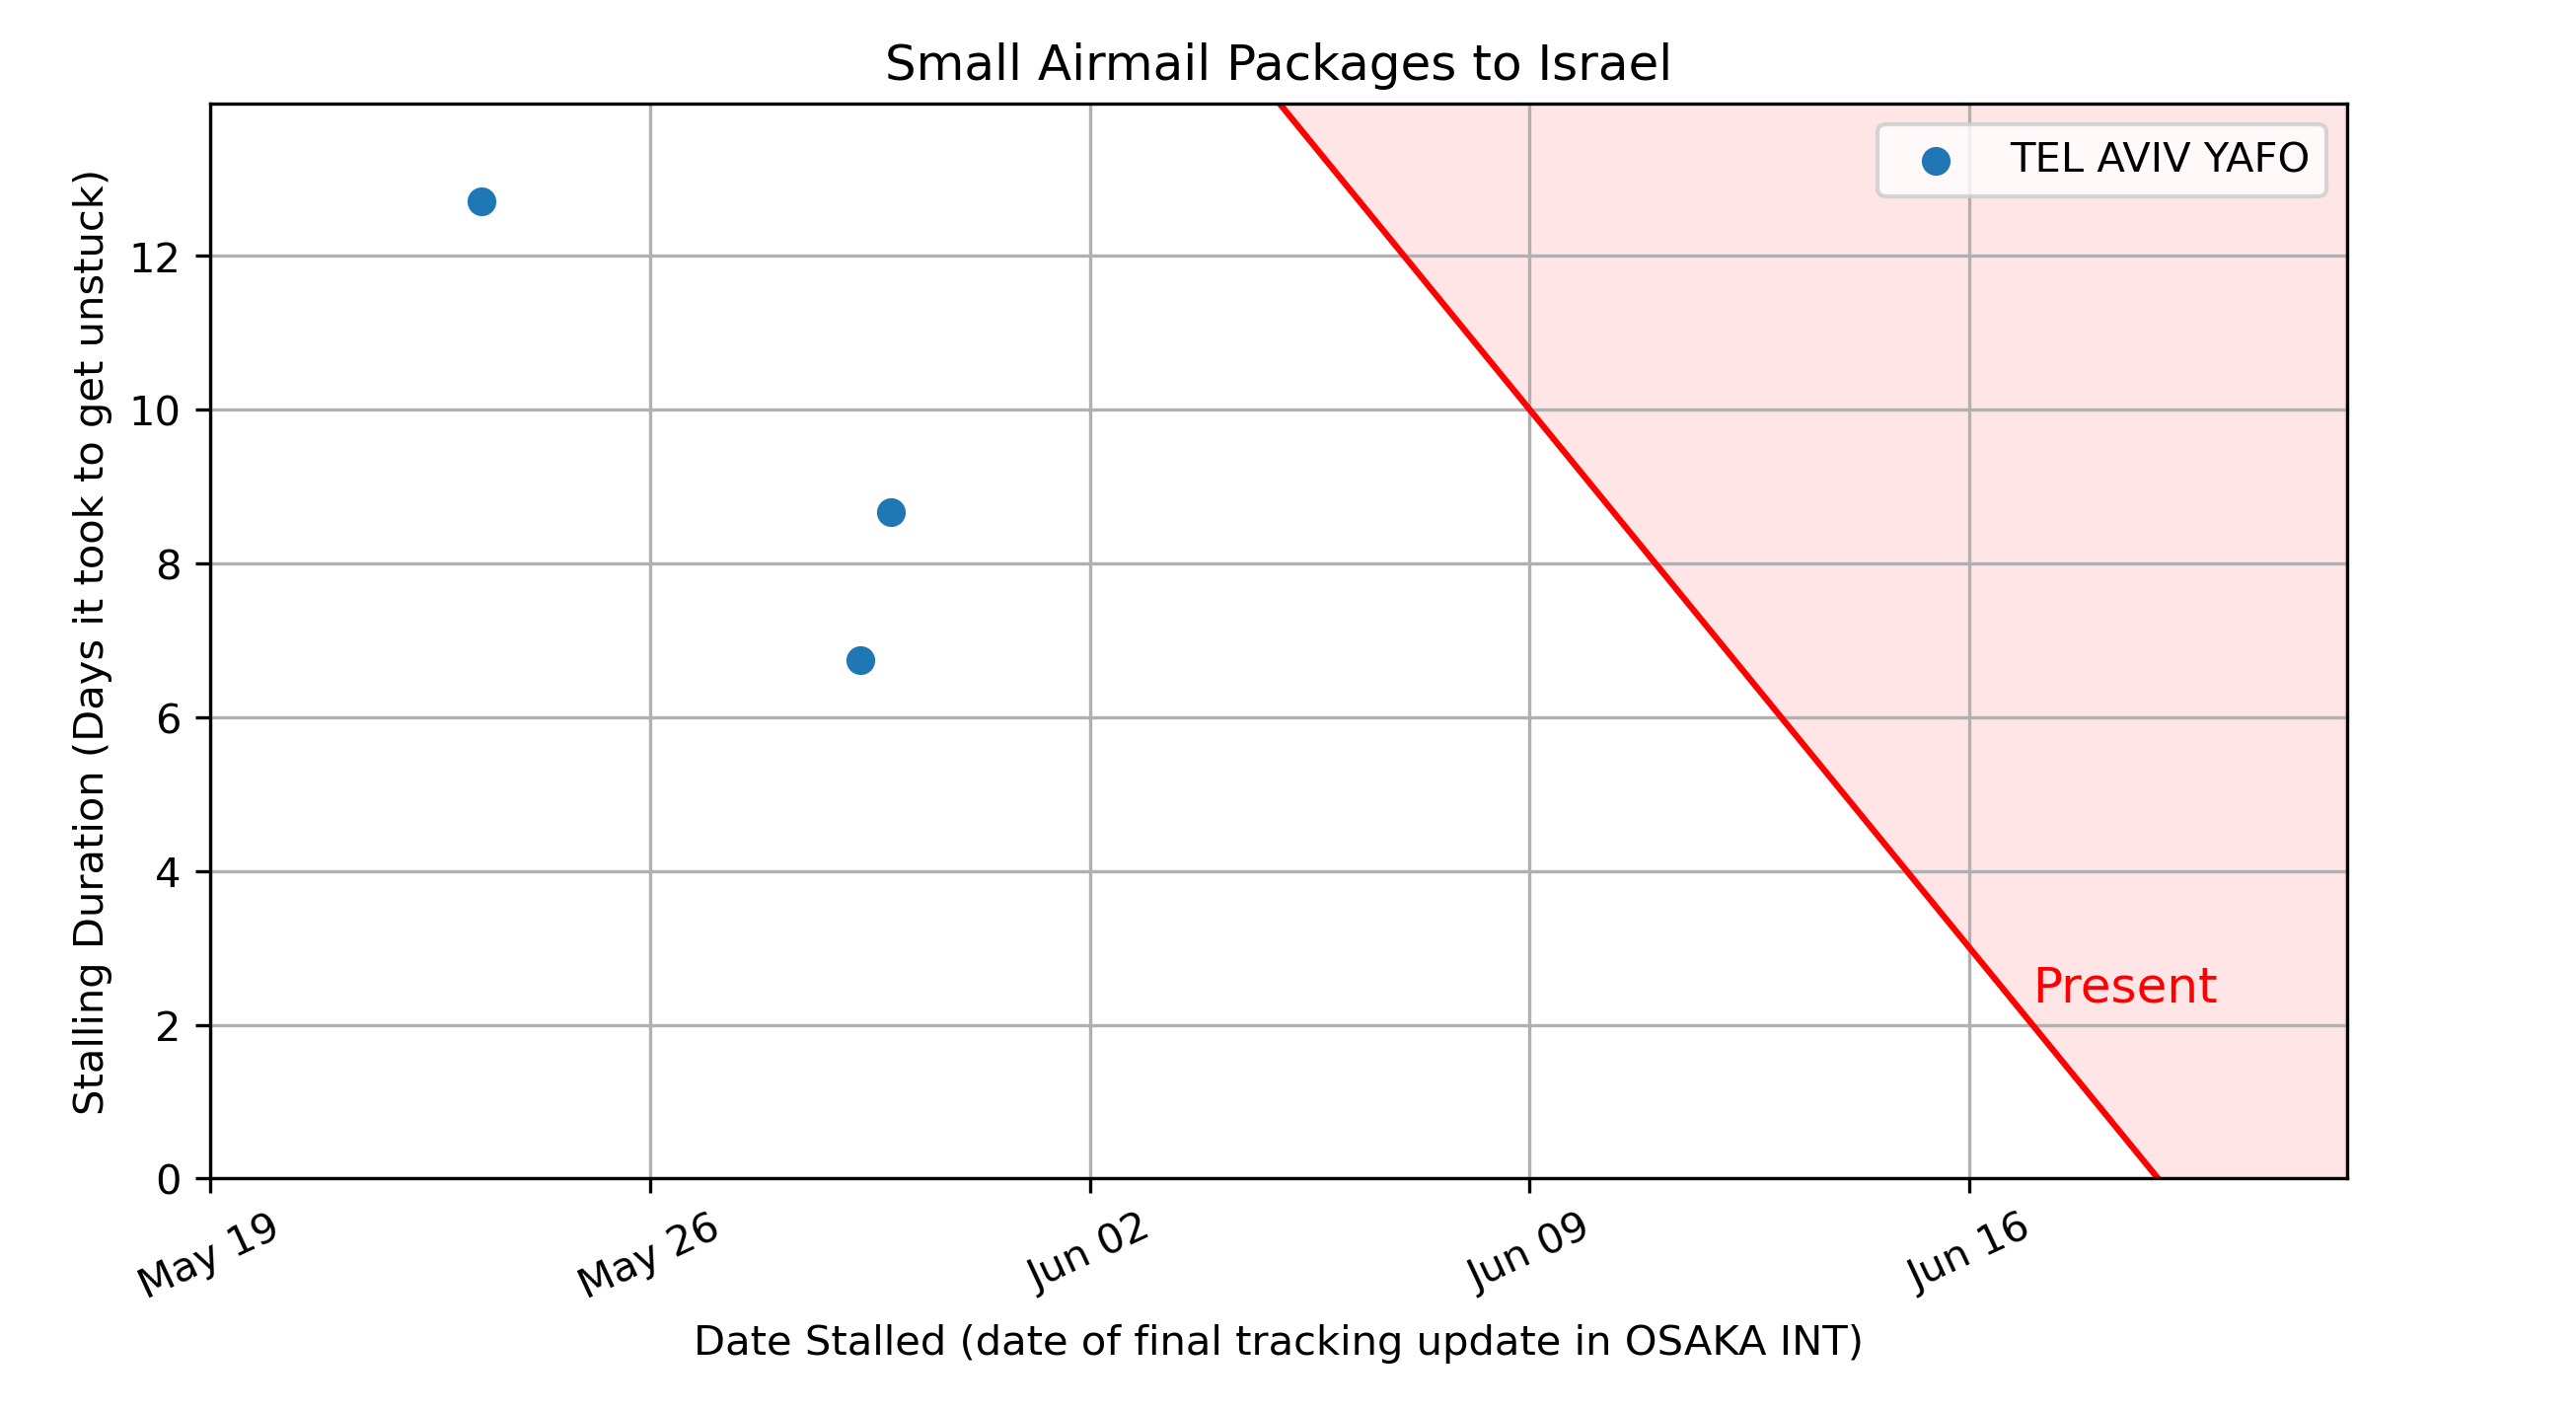 Small Airmail Packages to Israel
TEL AVIV YAFO
Stalling Duration (Days it took to get unstuck)
12
10
8
6
4
2
0
Present
May 19
May 26
Jun 02
Jun 09
Jun 16
Date Stalled (date of final tracking update in OSAKA INT)